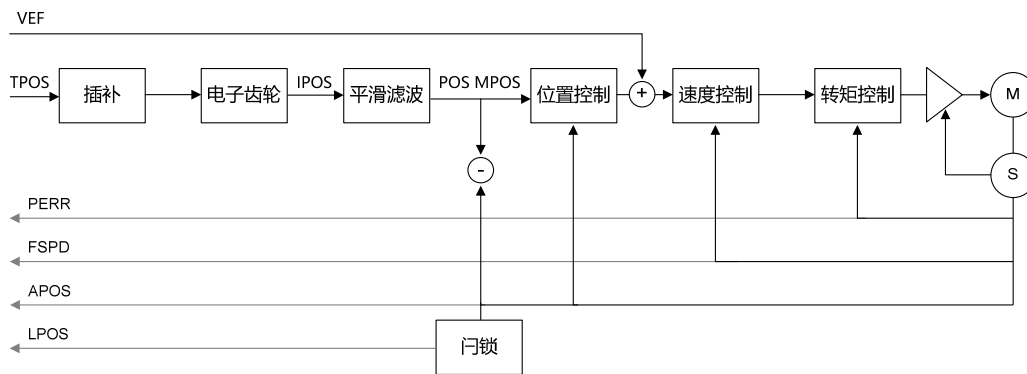 VEF
TPOS
插补
电子齿轮
IPOS
平滑滤波
POS MPOS
位置控制
+
速度控制
转矩控制
M
-
S
PERR
FSPD
APOS
LPOS
闩锁